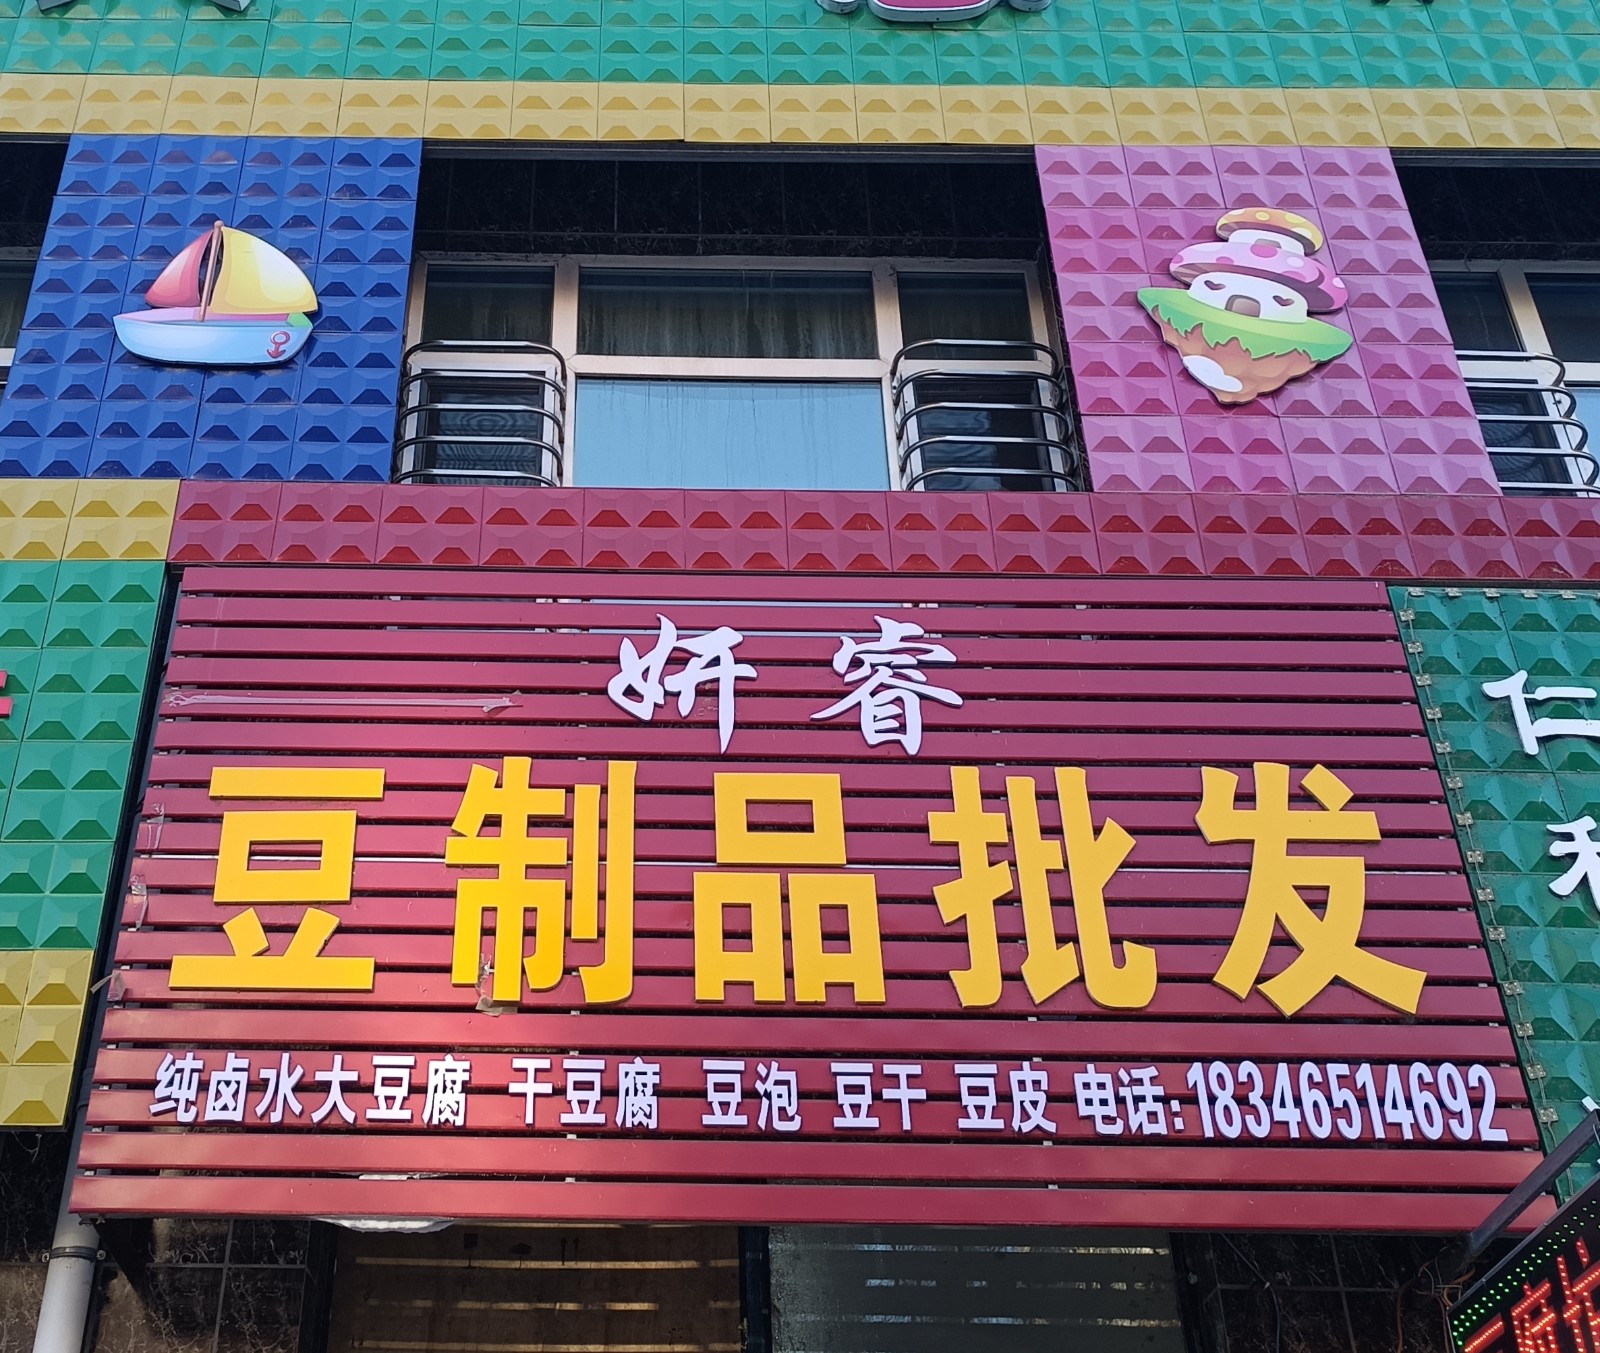 妍睿
豆制品批发
纯卤水大豆腐 干豆腐 豆泡 豆干 豆皮 电话:18346514692
仁